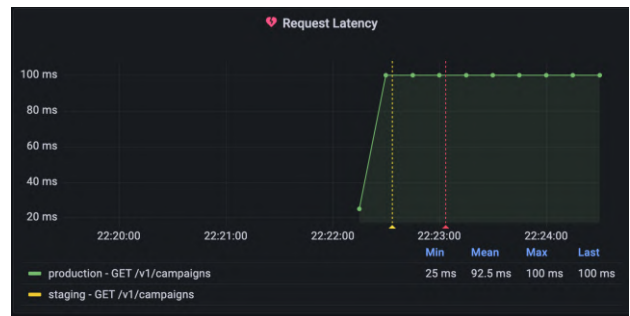 Request Latency
100 ms
80 ms
60 ms
40 ms
20 ms
22:20:00 22:21:00 22:22:00 22:23:00 22:24:00
Min Mean Max Last
production - GET /v1/campaigns 25 ms 92.5 ms 100 ms 100 ms
staging - GET /v1/campaigns